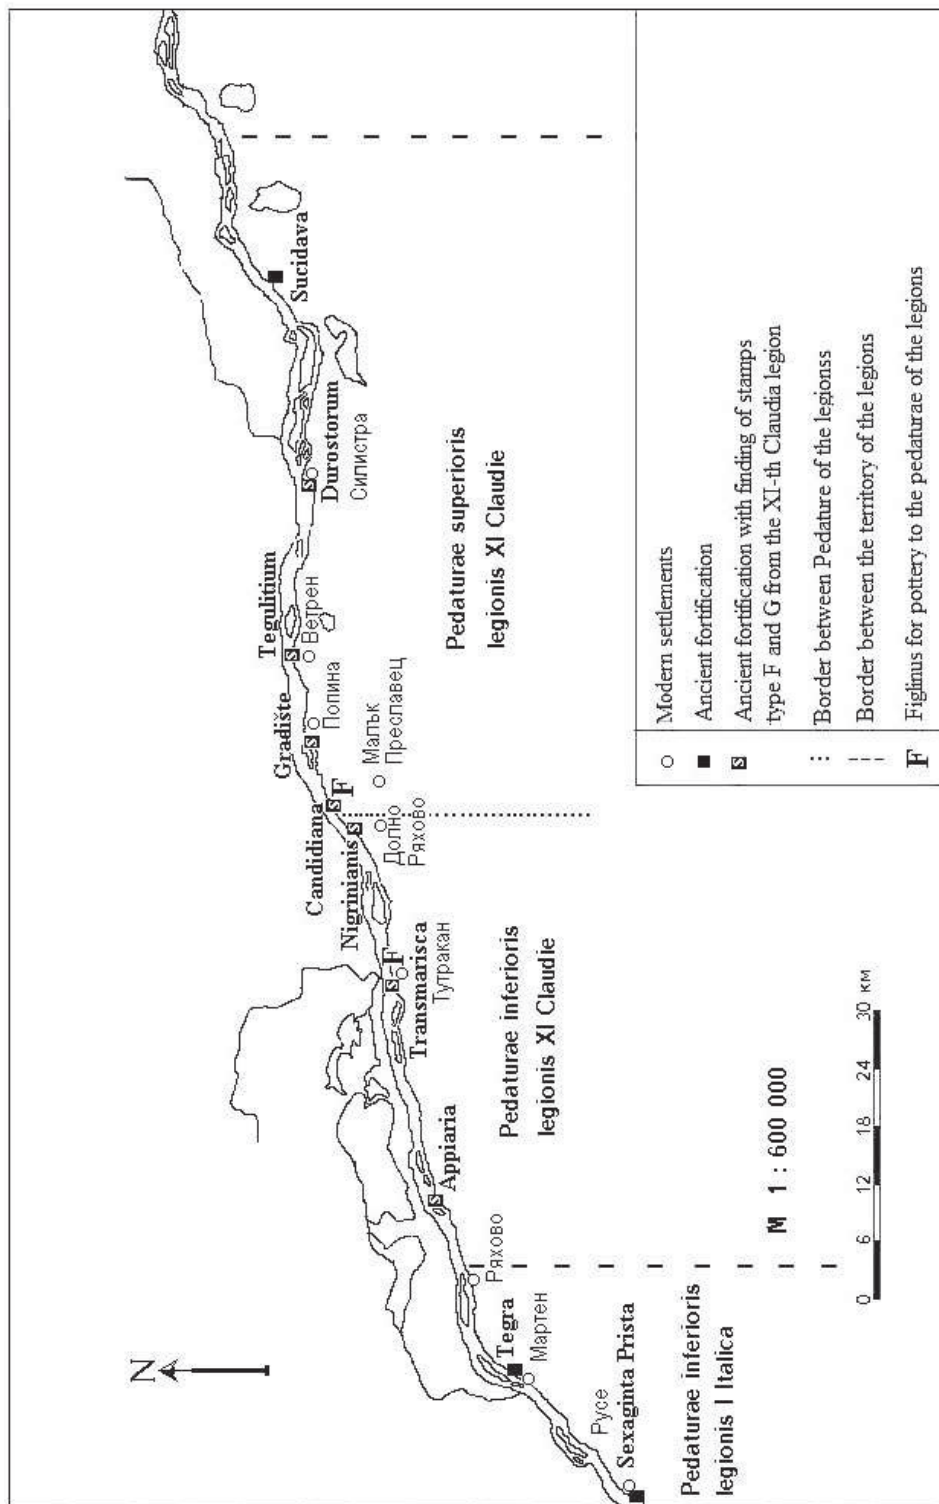 N
Sexaginta Prista
Русе
Tegra
Мартен
Ряхово
Appiaria
Transmarisca
Тутракан
F
Nigrinianis
Долно
Ряхово
Candidiana
F
Малък
Преславец
Gradište
Попина
Tegulitium
Ветрен
Durostorum
Силистра
Sucidava
Pedaturae inferioris
legionis I Italica
Pedaturae inferioris
legionis XI Claudie
Pedaturae superioris
legionis XI Claudie
M 1 : 600 000
0 6 12 18 24 30 км
Modern settlements
Ancient fortification
S Ancient fortification with finding of stamps
type F and G from the XI-th Claudia legion
Border between Pedature of the legionss
Border between the territory of the legions
F Figlinus for pottery to the pedaturae of the legions
S
S
S
S
S
S